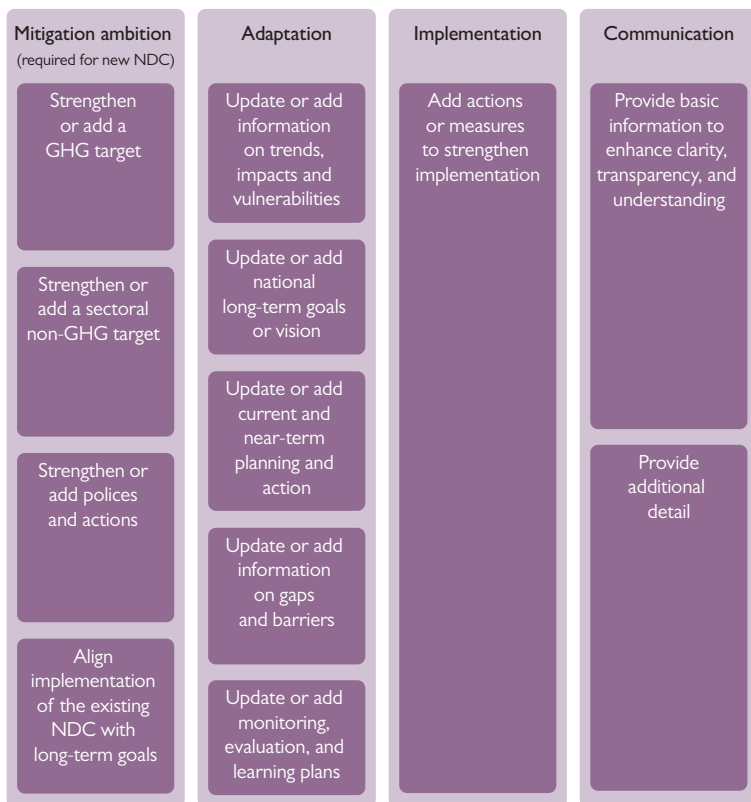 Mitigation ambition
(required for new NDC)
Strengthen
or add a
GHG target
Strengthen or
add a sectoral
non-GHG target
Strengthen or
add polices
and actions
Align
implementation
of the existing
NDC with
long-term goals
Adaptation
Update or add
information
on trends,
impacts and
vulnerabilities
Update or add
national
long-term goals
or vision
Update or add
current and
near-term
planning and
action
Update or add
information
on gaps
and barriers
Update or add
monitoring,
evaluation, and
learning plans
Implementation
Add actions
or measures
to strengthen
implementation
Communication
Provide basic
information to
enhance clarity,
transparency, and
understanding
Provide
additional
detail